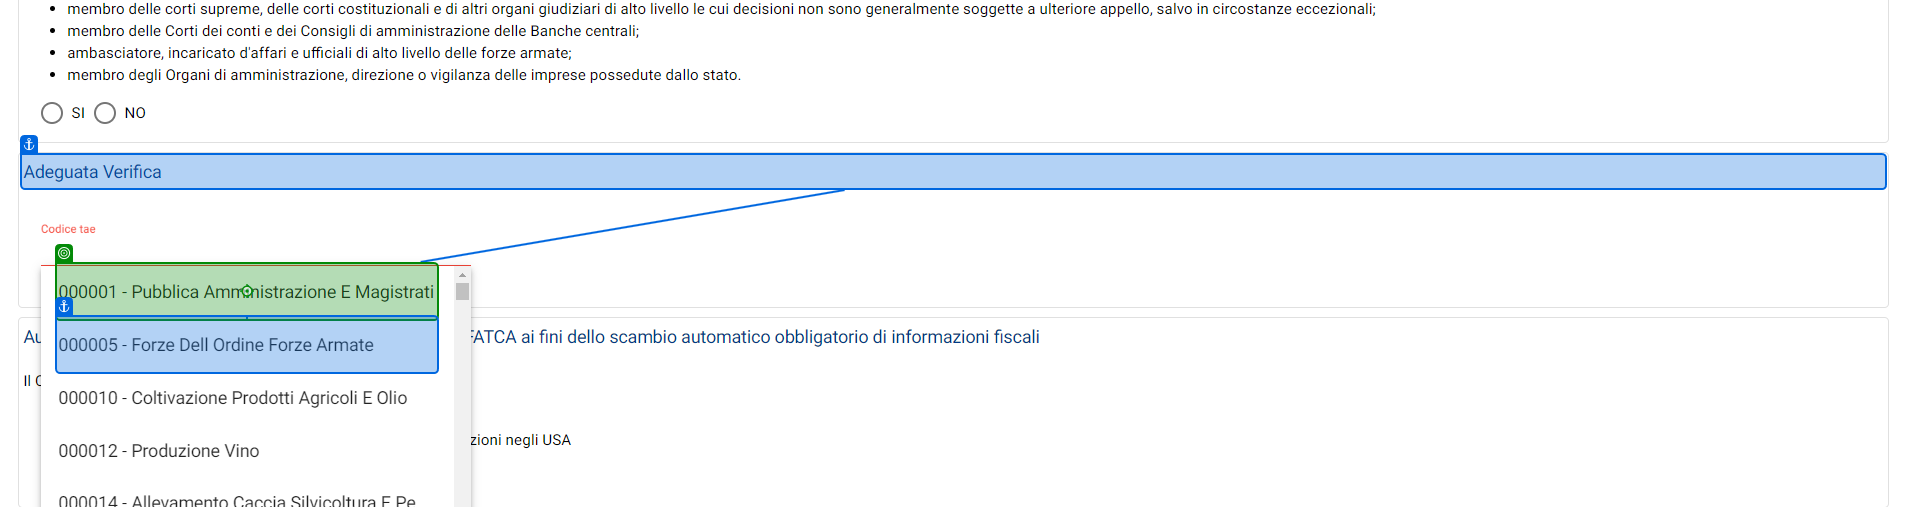 membro delle corti supreme, delle corti costituzionali e di altri organi giudiziari di alto livello le cui decisioni non sono generalmente soggette a ulteriore appello, salvo in circostanze eccezionali;
membro delle Corti dei conti e dei Consigli di amministrazione delle Banche centrali;
ambasciatore, incaricato d'affari e ufficiali di alto livello delle forze armate;
membro degli Organi di amministrazione, direzione o vigilanza delle imprese possedute dallo stato.
SI NO
Adeguata Verifica
Codice tae
000001 - Pubblica Amministrazione E Magistrati
Au FATCA ai fini dello scambio automatico obbligatorio di informazioni fiscali
000005 - Forze Dell Ordine Forze Armate
Il C
000010 - Coltivazione Prodotti Agricoli E Olio
zioni negli USA
000012 - Produzione Vino
000014 - Allevamento Caccia Silvicoltura E Pe